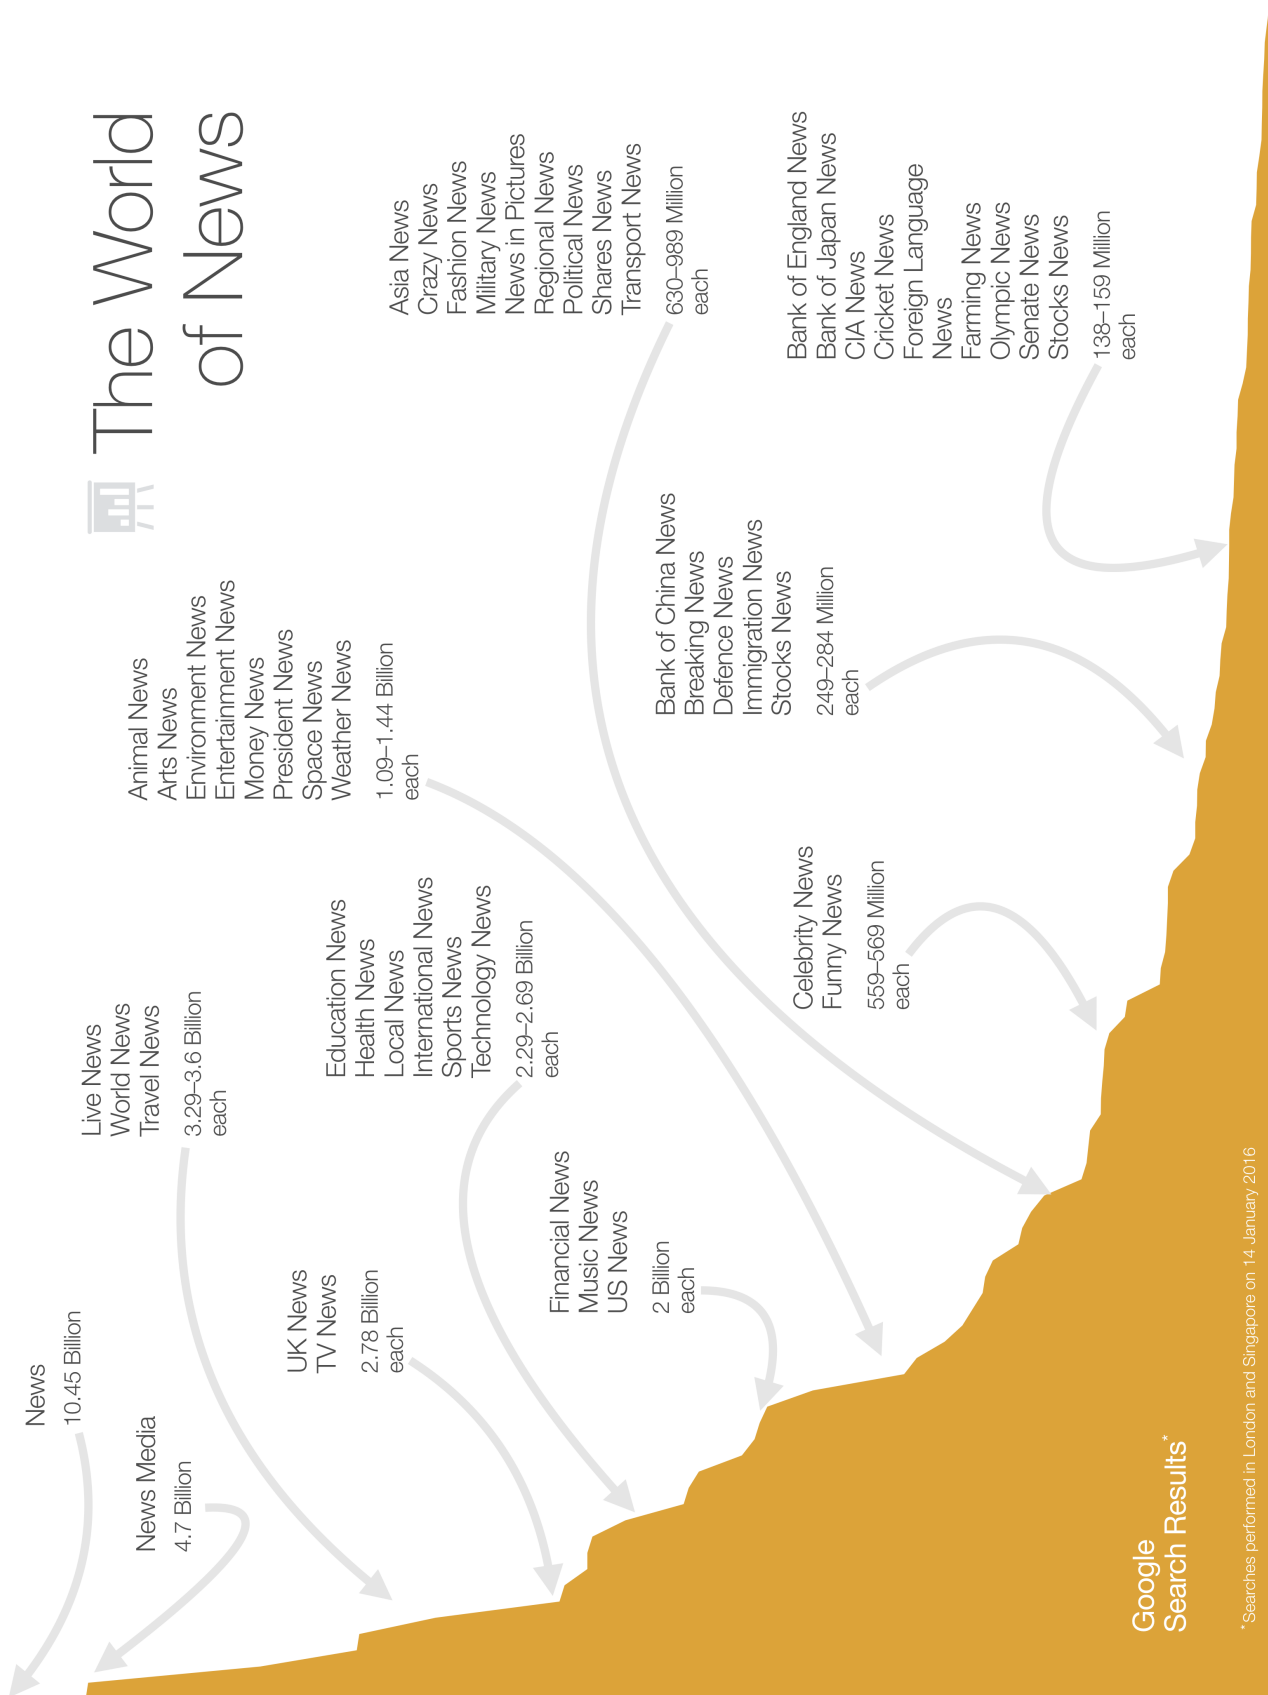 The World
of News
News
10.45 Billion
News Media
4.7 Billion
Live News
World News
Travel News
3.29–3.6 Billion
each
UK News
TV News
2.78 Billion
each
Education News
Health News
Local News
International News
Sports News
Technology News
2.29–2.69 Billion
each
Financial News
Music News
US News
2 Billion
each
Animal News
Arts News
Environment News
Entertainment News
Money News
President News
Space News
Weather News
1.09–1.44 Billion
each
Asia News
Crazy News
Fashion News
Military News
News in Pictures
Regional News
Political News
Shares News
Transport News
630–989 Million
each
Celebrity News
Funny News
559–569 Million
each
Bank of China News
Breaking News
Defence News
Immigration News
Stocks News
249–284 Million
each
Bank of England News
Bank of Japan News
CIA News
Cricket News
Foreign Language
News
Farming News
Olympic News
Senate News
Stocks News
138–159 Million
each
Google
Search Results*
*Searches performed in London and Singapore on 14 January 2016